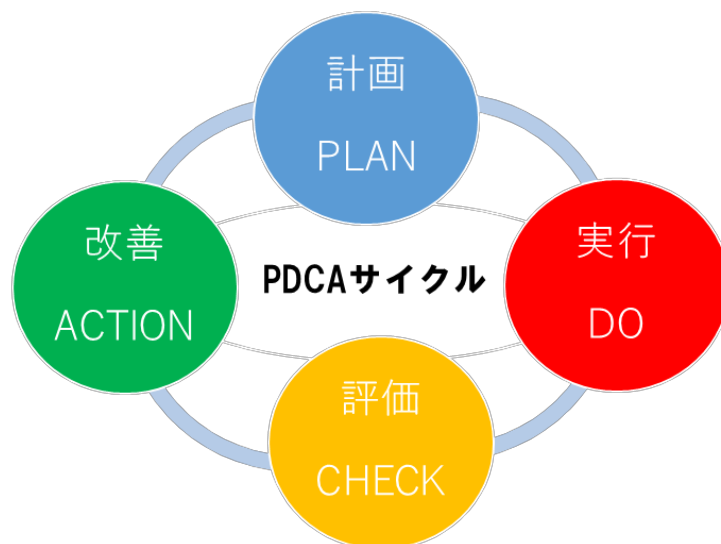 計画
PLAN
改善
ACTION
PDCAサイクル
実行
DO
評価
CHECK